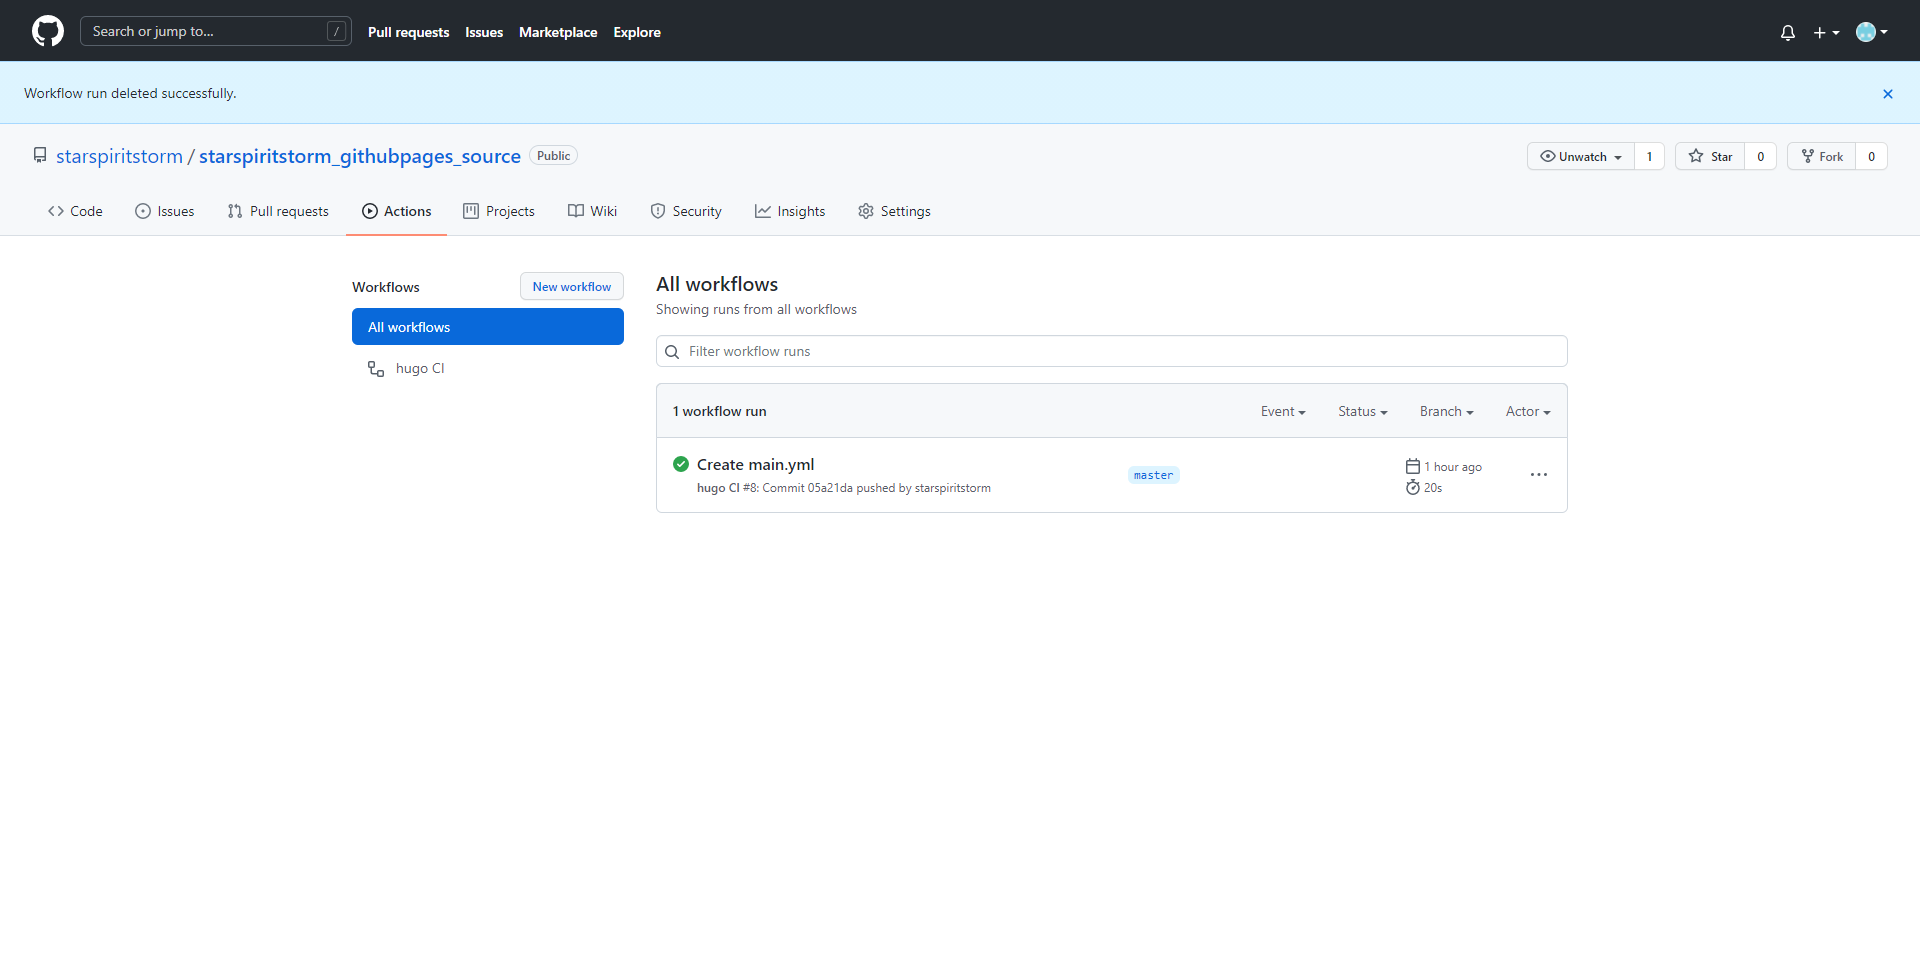 Search or jump to... /
Pull requests Issues Marketplace Explore
Workflow run deleted successfully.
starspiritstorm / starspiritstorm_githubpages_source Public
Unwatch 1 Star 0 Fork 0
Code Issues Pull requests Actions Projects Wiki Security Insights Settings
Workflows New workflow
All workflows
hugo CI
All workflows
Showing runs from all workflows
Filter workflow runs
1 workflow run Event Status Branch Actor
Create main.yml
hugo CI #8: Commit 05a21da pushed by starspiritstorm
master
1 hour ago
20s